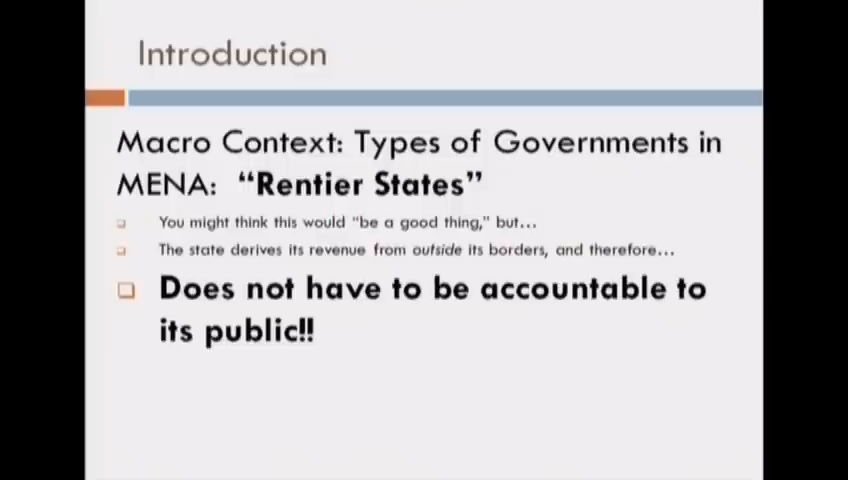 Introduction
Macro Context: Types of Governments in
MENA: “Rentier States”
You might think this would “be a good thing,” but…
The state derives its revenue from outside its borders, and therefore…
Does not have to be accountable to
its public!!